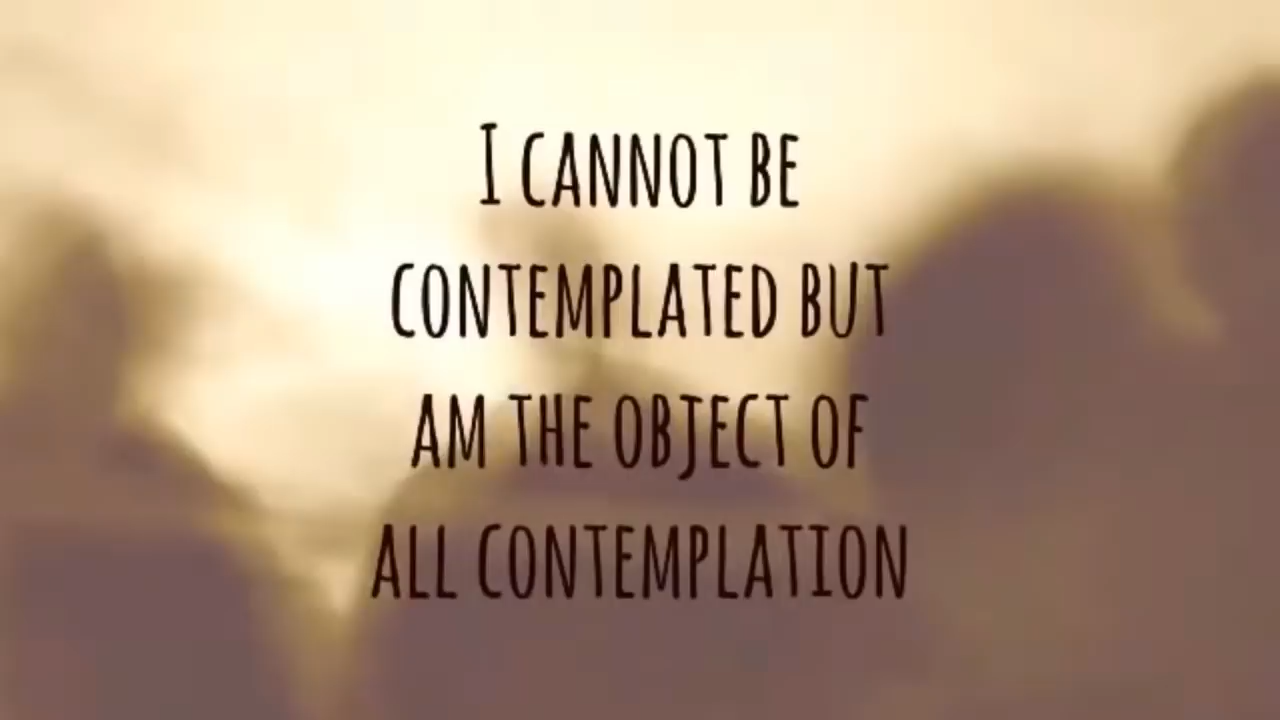 I CANNOT BE
CONTEMPLATED BUT
AM THE OBJECT OF
ALL CONTEMPLATION